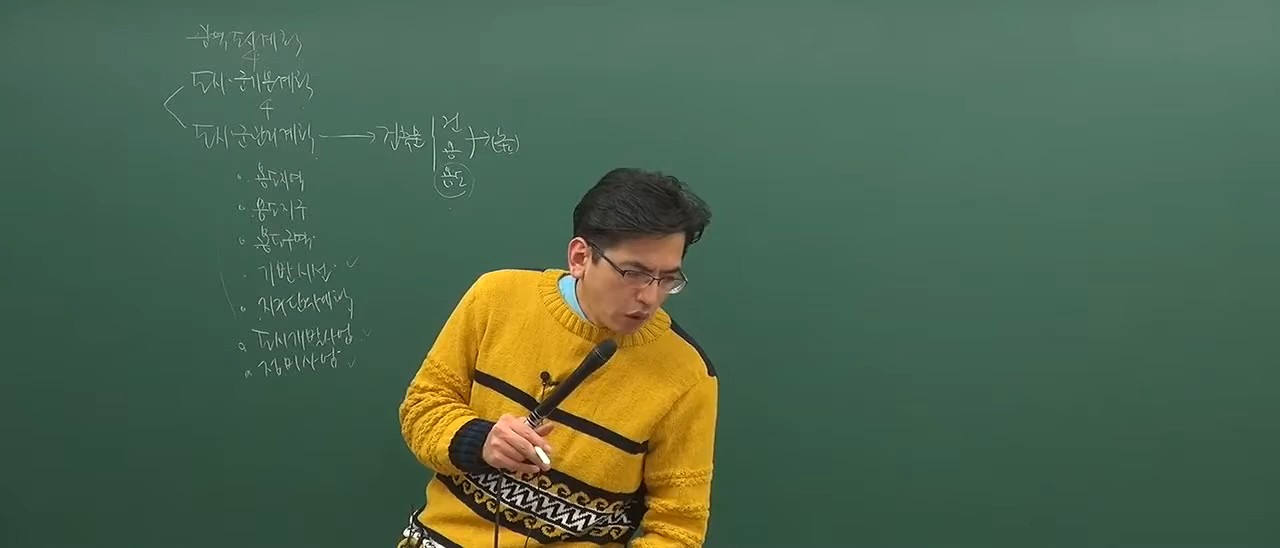 광역도시계획
도시·군기본계획
도시·군관리계획 → 건축물 건 용 용도
용도지역
용도지구
용도구역
기반시설 ✓
지구단위계획
도시개발사업 ✓
정비사업 ✓